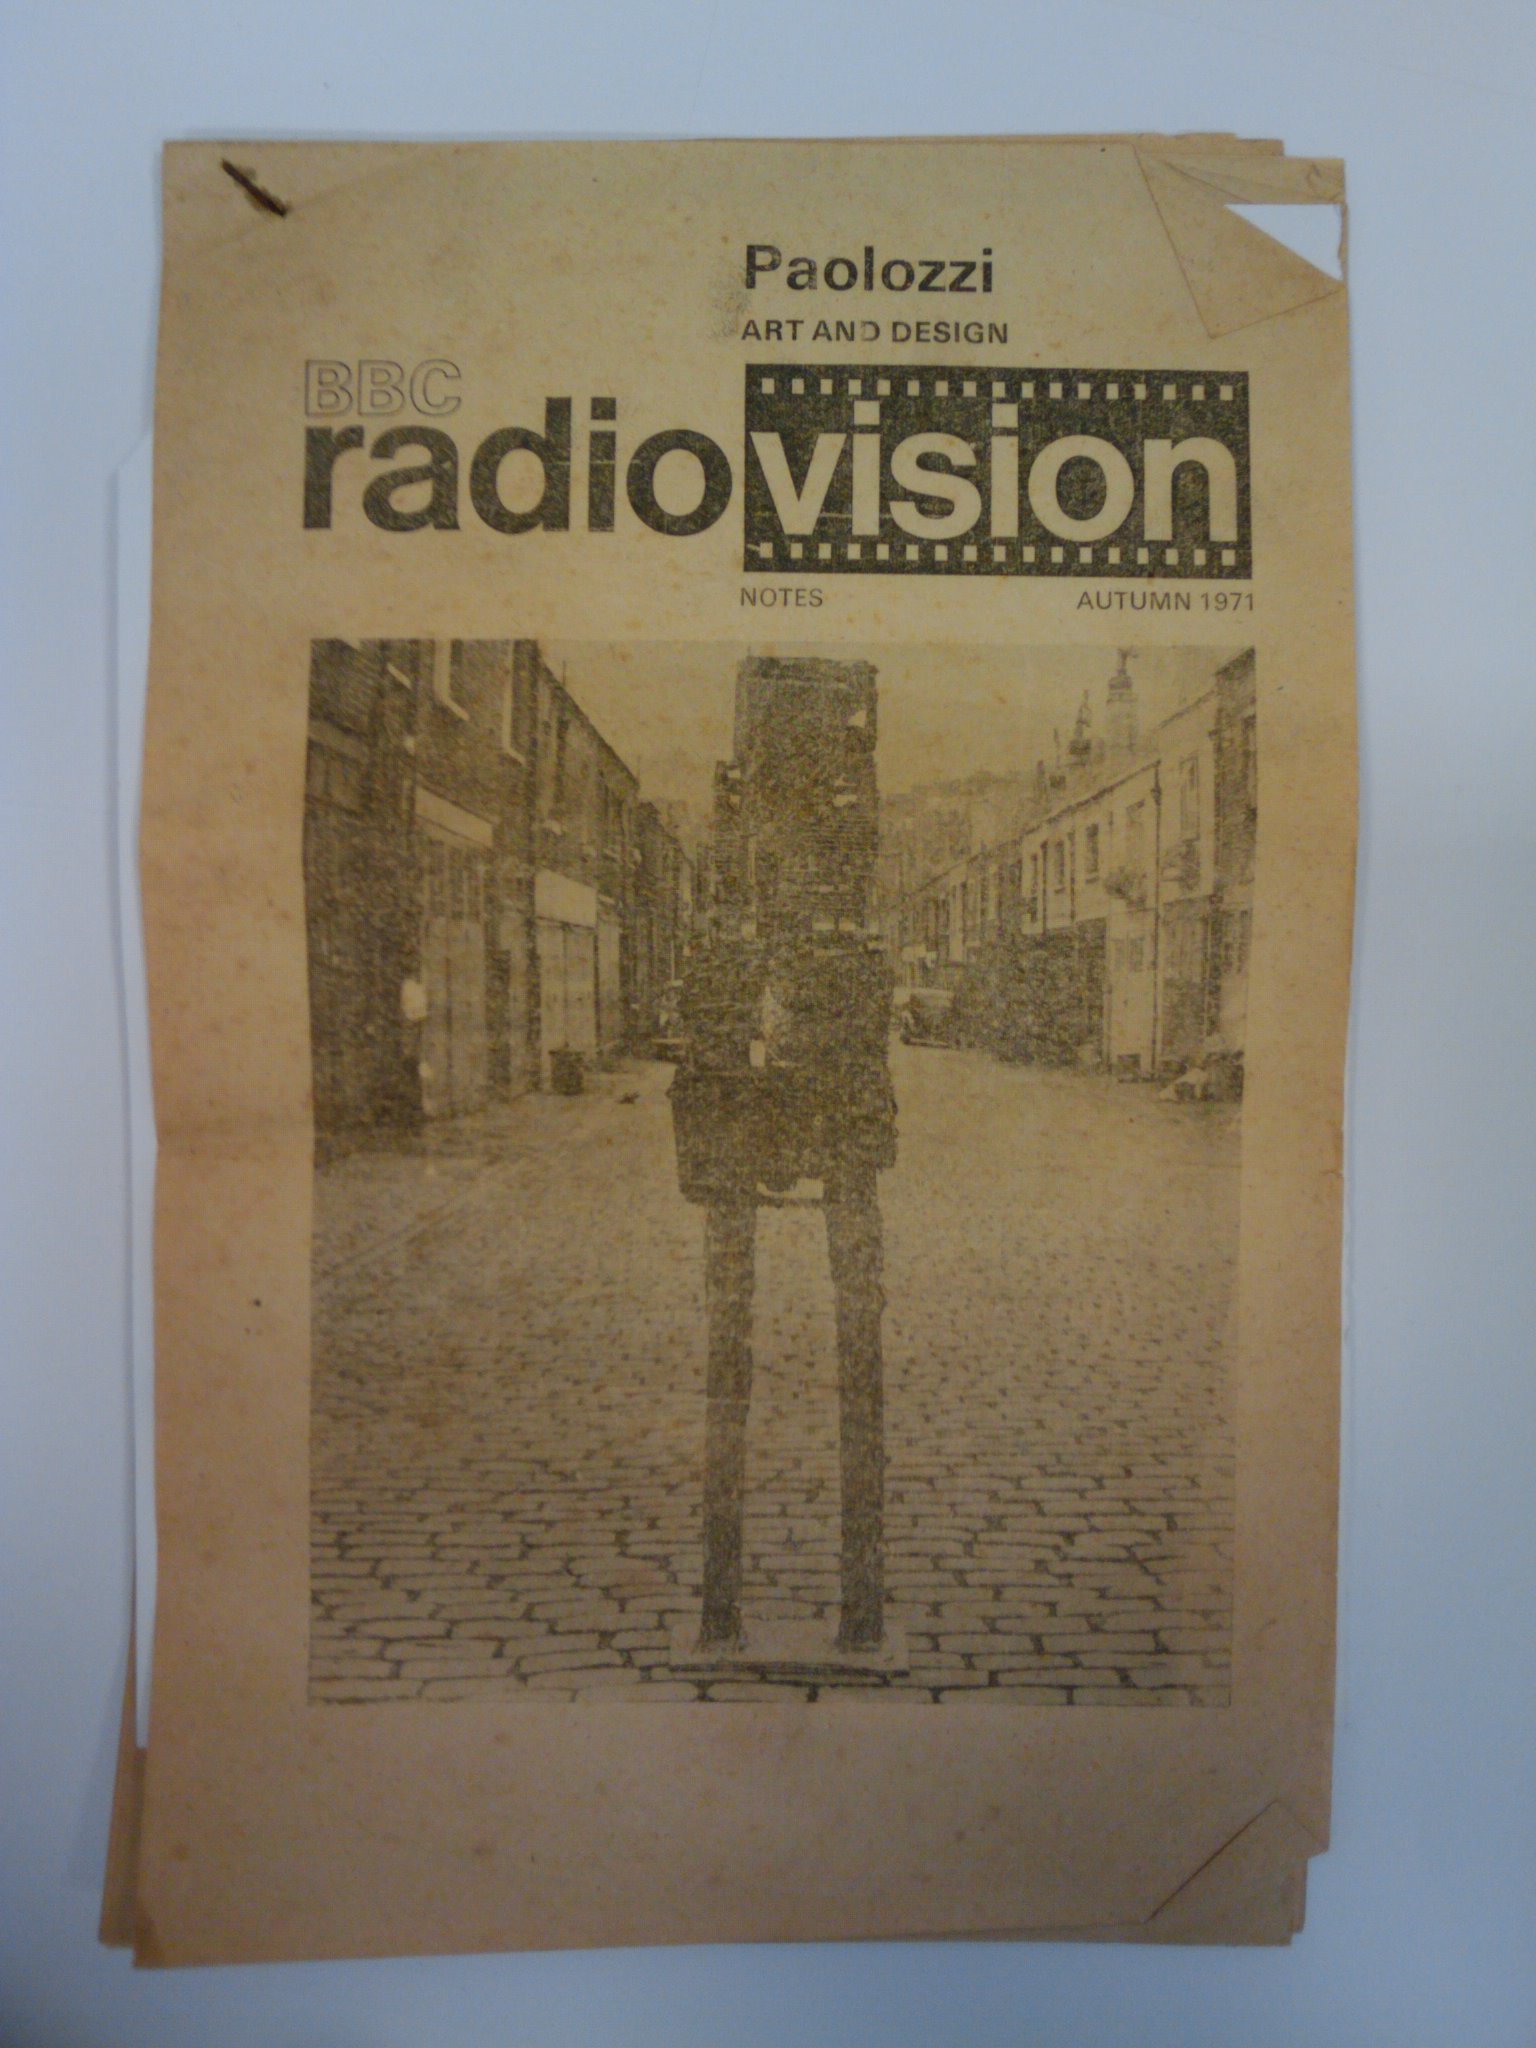 Paolozzi
ART AND DESIGN
BBC
radiovision
NOTES AUTUMN 1971